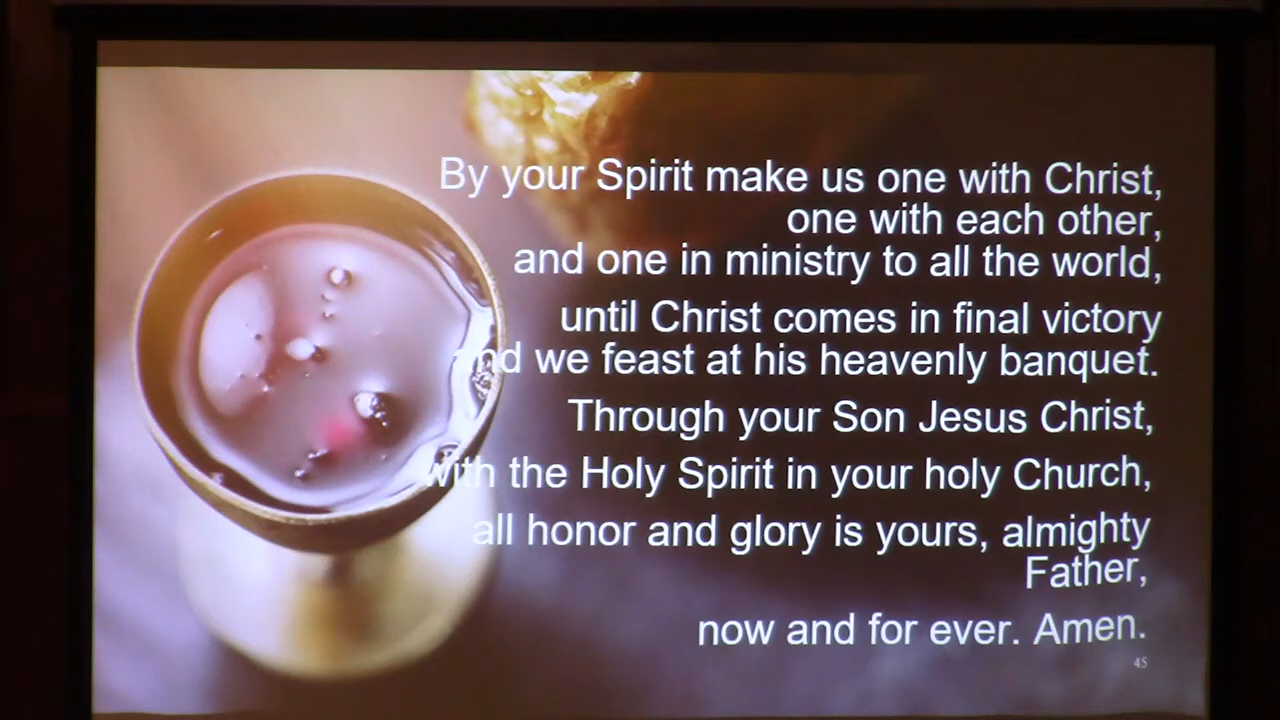 By your Spirit make us one with Christ,
one with each other,
and one in ministry to all the world,
until Christ comes in final victory
and we feast at his heavenly banquet.
Through your Son Jesus Christ,
with the Holy Spirit in your holy Church,
all honor and glory is yours, almighty
Father,
now and for ever. Amen.
45